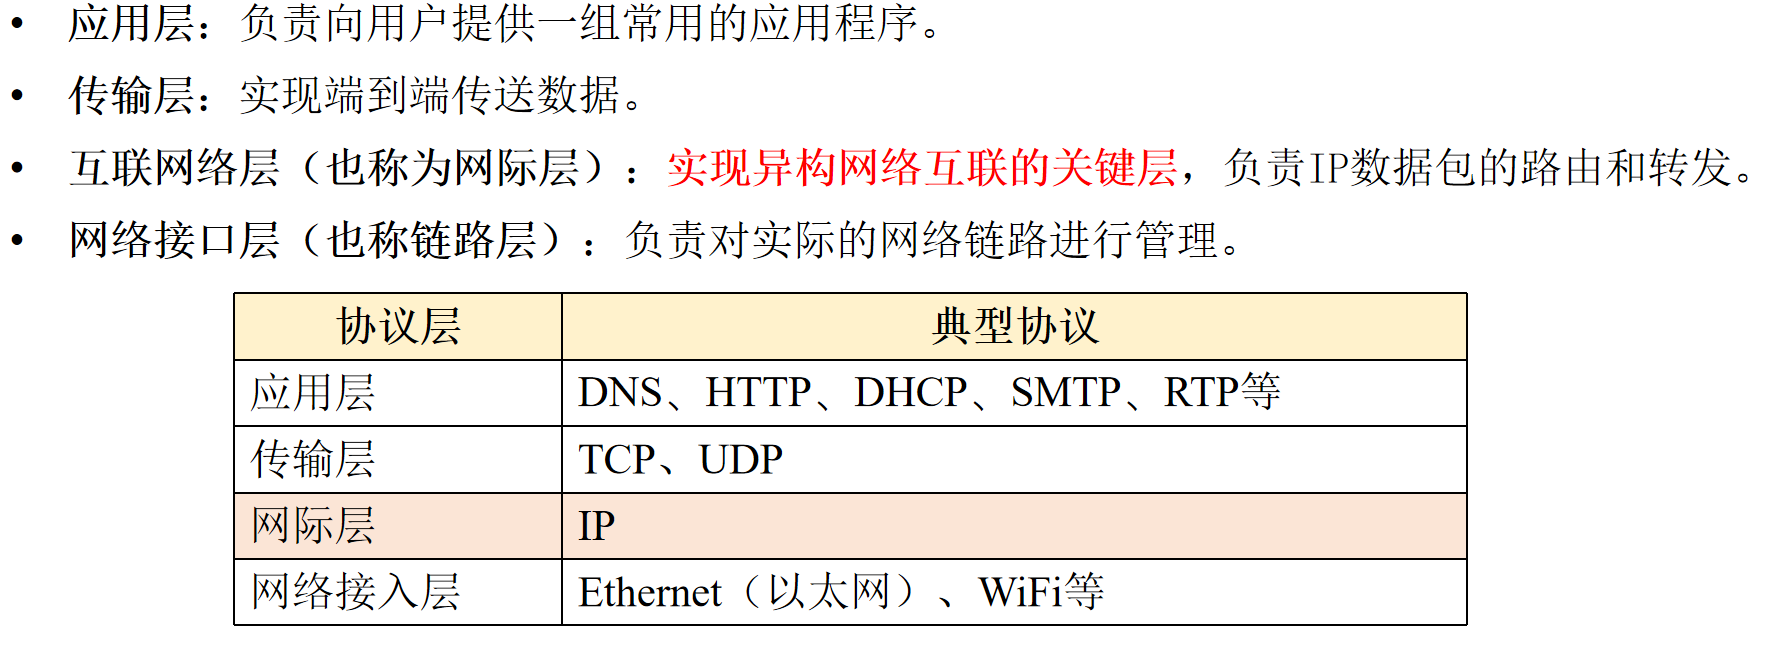 • 应用层：负责向用户提供一组常用的应用程序。
• 传输层：实现端到端传送数据。
• 互联网络层（也称为网际层）：实现异构网络互联的关键层，负责IP数据包的路由和转发。
• 网络接口层（也称链路层）：负责对实际的网络链路进行管理。
协议层 典型协议
应用层 DNS、HTTP、DHCP、SMTP、RTP等
传输层 TCP、UDP
网际层 IP
网络接入层 Ethernet（以太网）、WiFi等